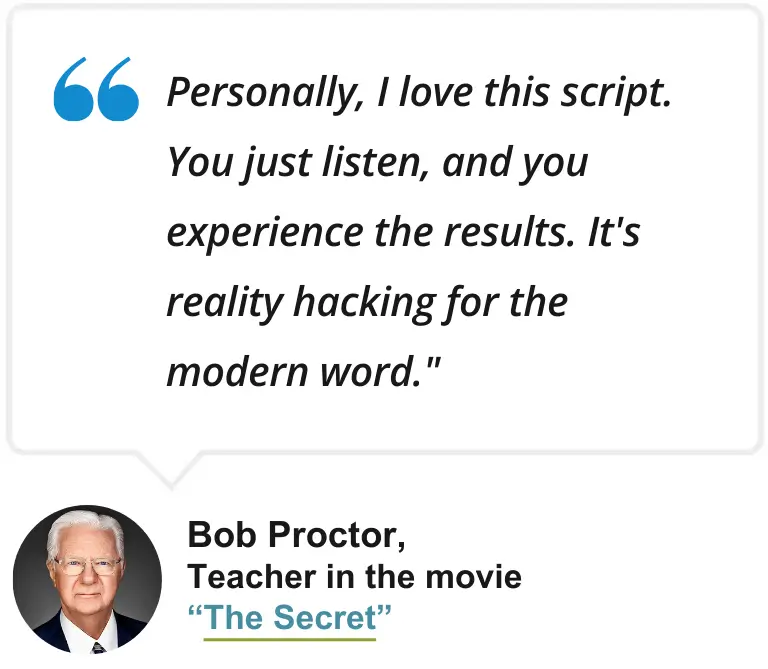 Personally, I love this script.
You just listen, and you
experience the results. It's
reality hacking for the
modern word."
Bob Proctor,
Teacher in the movie
“The Secret”